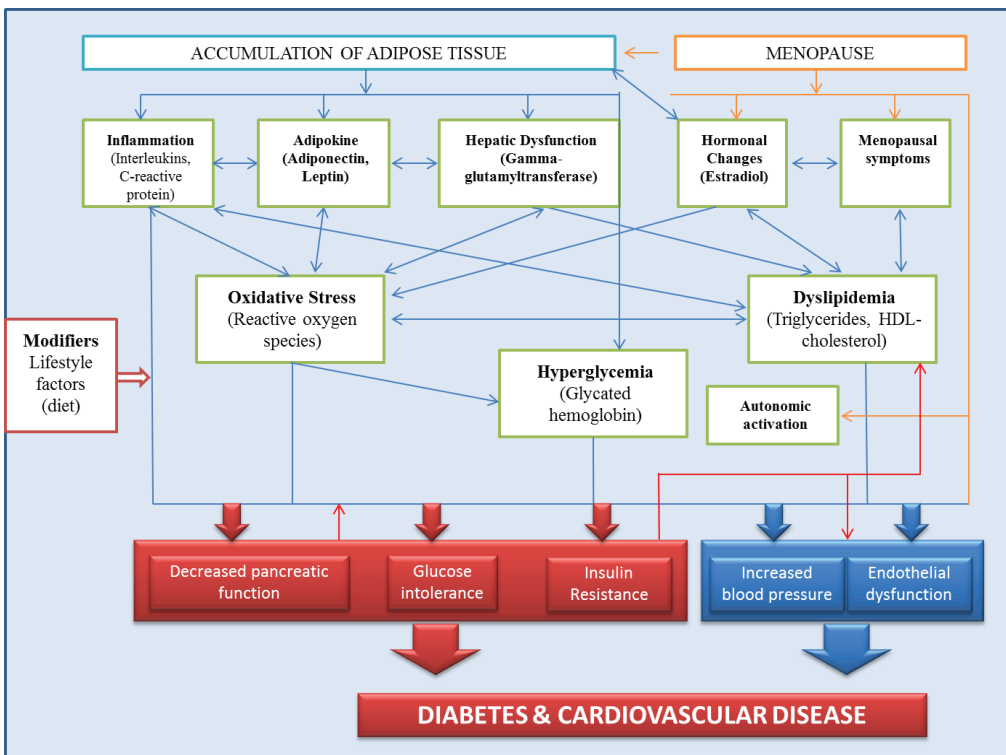 ACCUMULATION OF ADIPOSE TISSUE
MENOPAUSE
Inflammation
(Interleukins,
C-reactive
protein)
Adipokine
(Adiponectin,
Leptin)
Hepatic Dysfunction
(Gamma-
glutamyltransferase)
Hormonal
Changes
(Estradiol)
Menopausal
symptoms
Oxidative Stress
(Reactive oxygen
species)
Dyslipidemia
(Triglycerides, HDL-
cholesterol)
Modifiers
Lifestyle
factors
(diet)
Hyperglycemia
(Glycated
hemoglobin)
Autonomic
activation
Decreased pancreatic
function
Glucose
intolerance
Insulin
Resistance
Increased
blood pressure
Endothelial
dysfunction
DIABETES & CARDIOVASCULAR DISEASE